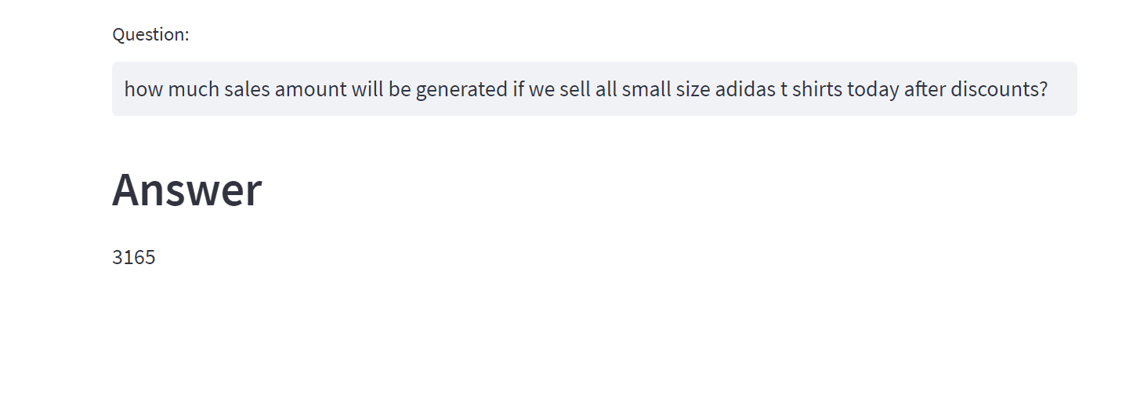 Question:
how much sales amount will be generated if we sell all small size adidas t shirts today after discounts?
Answer
3165